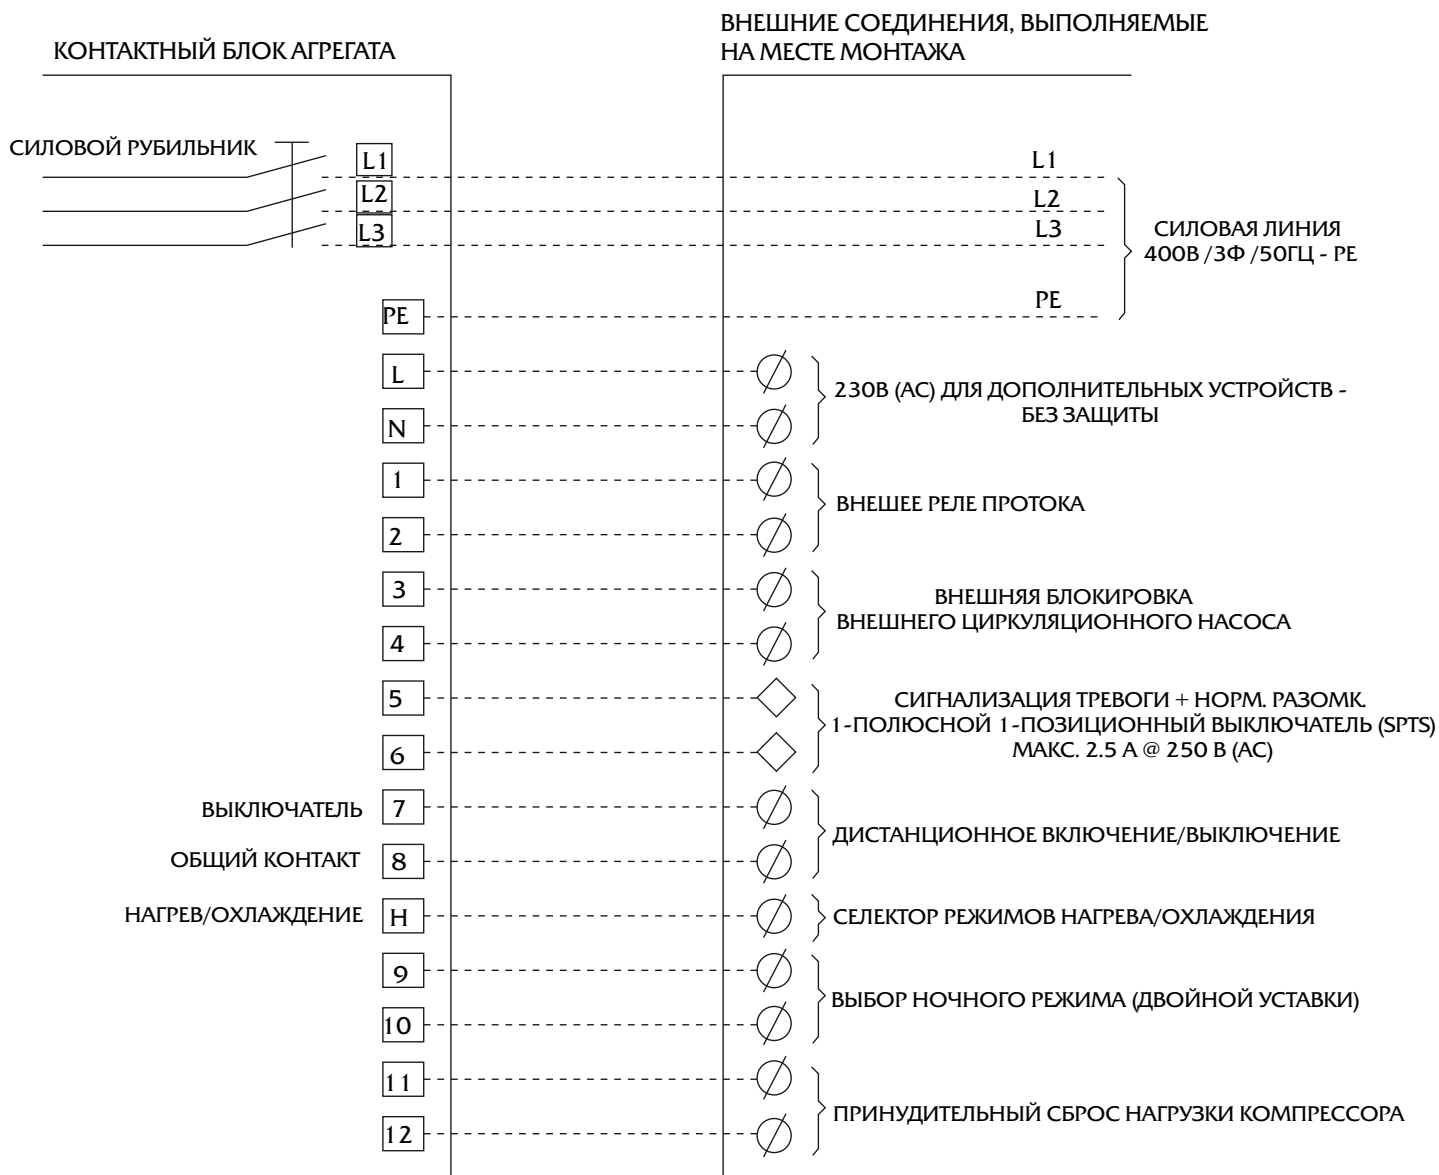 КОНТАКТНЫЙ БЛОК АГРЕГАТА
ВНЕШНИЕ СОЕДИНЕНИЯ, ВЫПОЛНЯЕМЫЕ
НА МЕСТЕ МОНТАЖА
СИЛОВОЙ РУБИЛЬНИК
L1
L1
L2
L2
L3
L3
СИЛОВАЯ ЛИНИЯ
400В /3Ф /50ГЦ - PE
PE
PE
L
N
230В (AC) ДЛЯ ДОПОЛНИТЕЛЬНЫХ УСТРОЙСТВ -
БЕЗ ЗАЩИТЫ
1
2
ВНЕШЕЕ РЕЛЕ ПРОТОКА
3
4
ВНЕШНЯЯ БЛОКИРОВКА
ВНЕШНЕГО ЦИРКУЛЯЦИОННОГО НАСОСА
5
6
СИГНАЛИЗАЦИЯ ТРЕВОГИ + НОРМ. РАЗОМК.
1-ПОЛЮСНОЙ 1-ПОЗИЦИОННЫЙ ВЫКЛЮЧАТЕЛЬ (SPTS)
МАКС. 2.5 А @ 250 В (AC)
ВЫКЛЮЧАТЕЛЬ
7
ОБЩИЙ КОНТАКТ
8
ДИСТАНЦИОННОЕ ВКЛЮЧЕНИЕ/ВЫКЛЮЧЕНИЕ
НАГРЕВ/ОХЛАЖДЕНИЕ
H
СЕЛЕКТОР РЕЖИМОВ НАГРЕВА/ОХЛАЖДЕНИЯ
9
10
ВЫБОР НОЧНОГО РЕЖИМА (ДВОЙНОЙ УСТАВКИ)
11
12
ПРИНУДИТЕЛЬНЫЙ СБРОС НАГРУЗКИ КОМПРЕССОРА